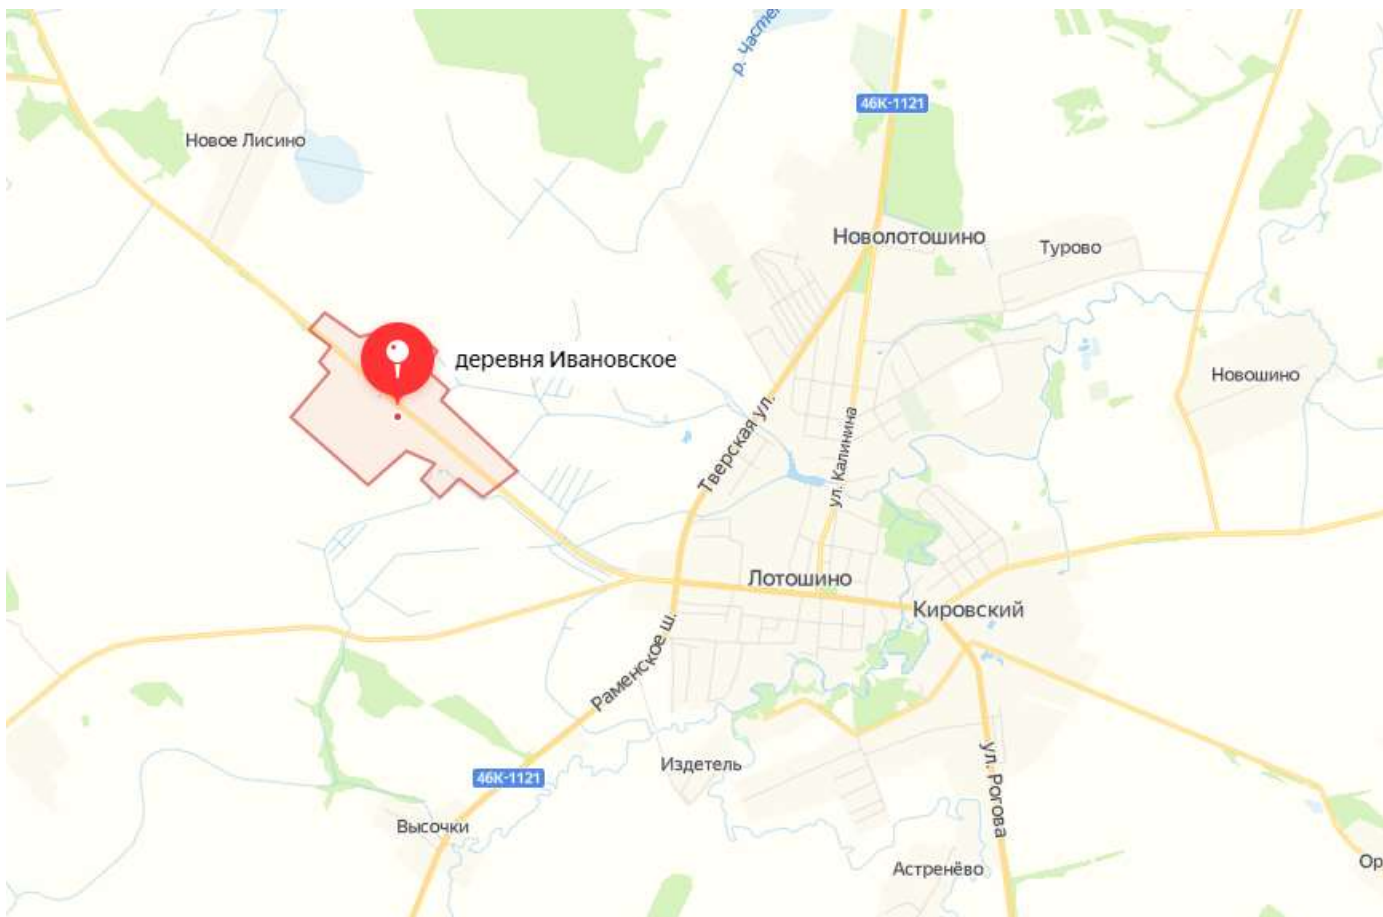 р. Часте
46К-1121
Новое Лисино
Новолотошино
Турово
деревня Ивановское
Новошино
Тверская ул.
ул. Калинина
Лотошино
Кировский
Раменское ш.
Издетель
46К-1121
ул. Рогова
Высочки
Астренёво
Ор